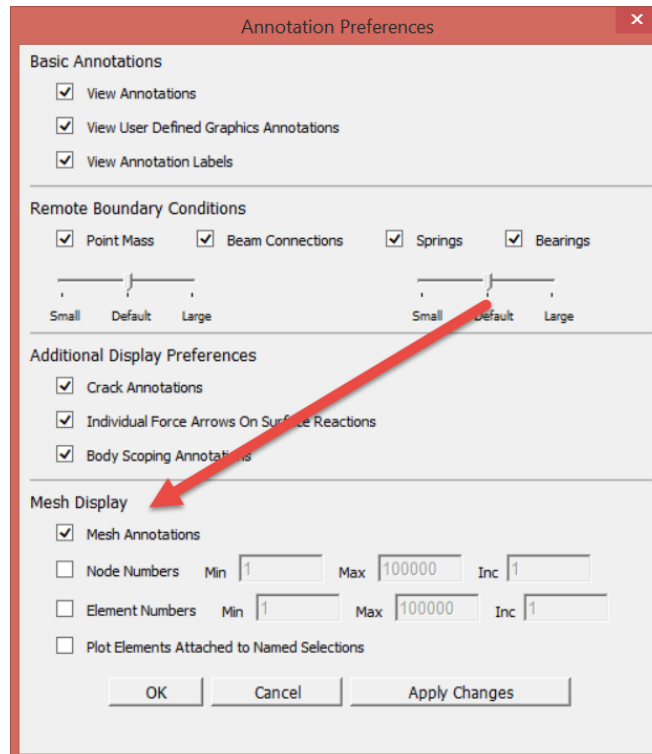 Annotation Preferences
Basic Annotations
View Annotations
View User Defined Graphics Annotations
View Annotation Labels
Remote Boundary Conditions
Point Mass Beam Connections Springs Bearings
Small Default Large Small Default Large
Additional Display Preferences
Crack Annotations
Individual Force Arrows On Surface Reactions
Body Scoping Annotations
Mesh Display
Mesh Annotations
Node Numbers Min 1 Max 100000 Inc 1
Element Numbers Min 1 Max 100000 Inc 1
Plot Elements Attached to Named Selections
OK Cancel Apply Changes